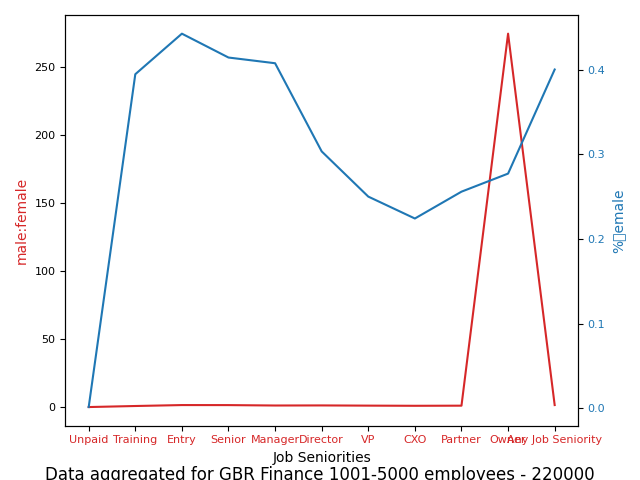 250
200
150
100
50
0
male:female
0.4
0.3
0.2
0.1
0.0
%emale
Unpaid Training Entry Senior Manager Director VP CXO Partner Owner Any Job Seniority
Job Seniorities
Data aggregated for GBR Finance 1001-5000 employees - 220000